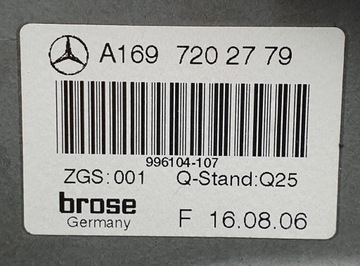 A169 720 27 79
996104-107
ZGS:001 Q-Stand:Q25
brose
Germany F 16.08.06